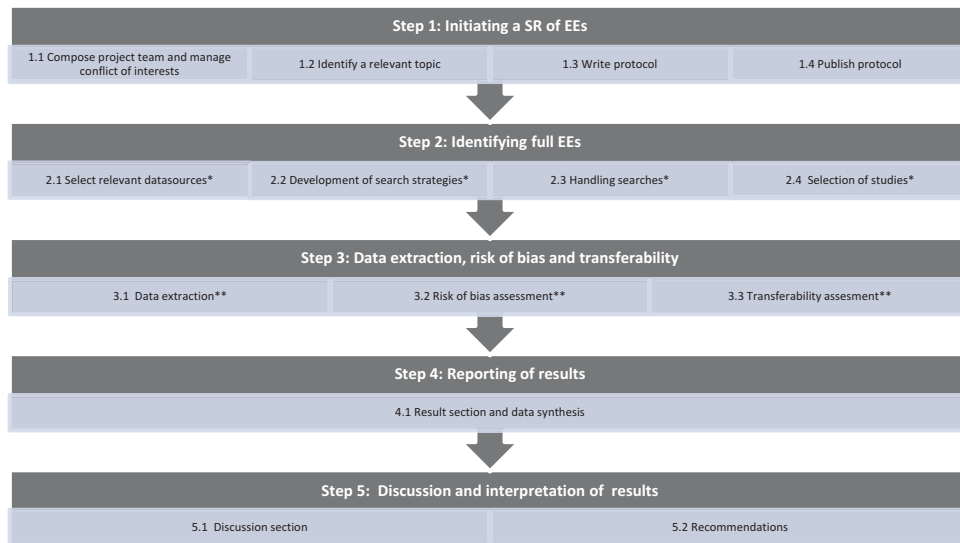 Step 1: Initiating a SR of EEs
1.1 Compose project team and manage
conflict of interests
1.2 Identify a relevant topic
1.3 Write protocol
1.4 Publish protocol
Step 2: Identifying full EEs
2.1 Select relevant datasources*
2.2 Development of search strategies*
2.3 Handling searches*
2.4 Selection of studies*
Step 3: Data extraction, risk of bias and transferability
3.1 Data extraction**
3.2 Risk of bias assessment**
3.3 Transferability assesment**
Step 4: Reporting of results
4.1 Result section and data synthesis
Step 5: Discussion and interpretation of results
5.1 Discussion section
5.2 Recommendations